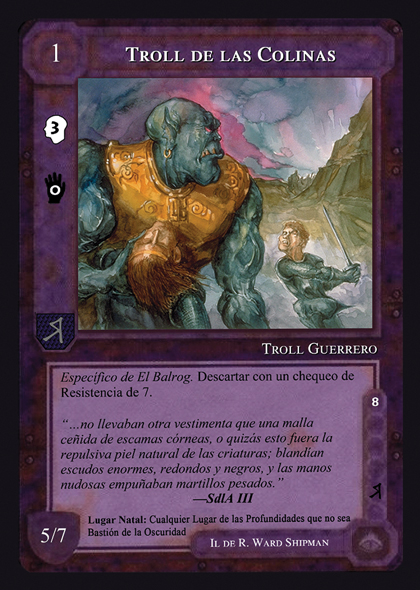 1
TROLL DE LAS COLINAS
3
TROLL GUERRERO
Específico de El Balrog. Descartar con un chequeo de
Resistencia de 7.
8
“...no llevaban otra vestimenta que una malla
ceñida de escamas córneas, o quizás esto fuera la
repulsiva piel natural de las criaturas; blandían
escudos enormes, redondos y negros, y las manos
nudosas empuñaban martillos pesados.”
—SdlA III
Lugar Natal: Cualquier Lugar de las Profundidades que no sea
Bastión de la Oscuridad
5/7
IL DE R. WARD SHIPMAN